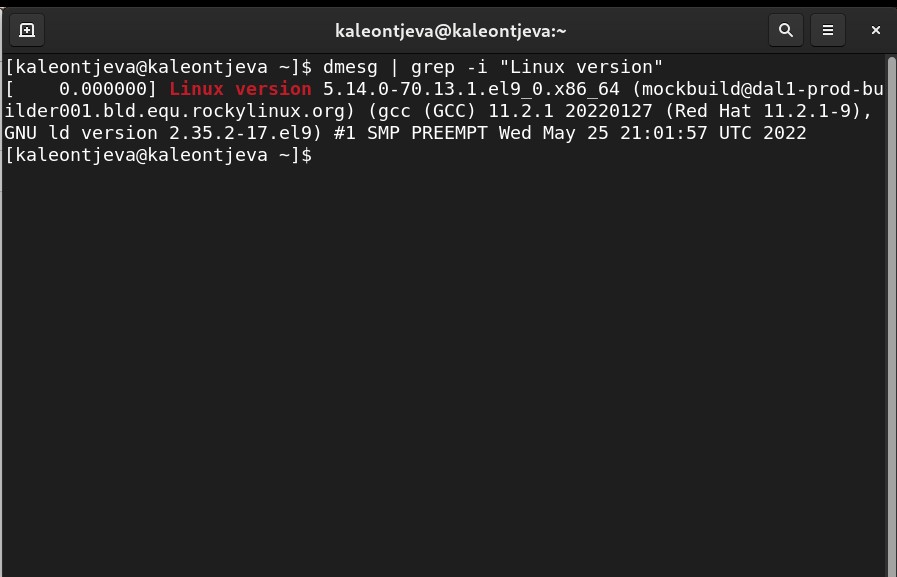 kaleontjeva@kaleontjeva:~
[kaleontjeva@kaleontjeva ~]$ dmesg | grep -i "Linux version"
[    0.000000] Linux version 5.14.0-70.13.1.el9_0.x86_64 (mockbuild@dal1-prod-bu
ilder001.bld.equ.rockylinux.org) (gcc (GCC) 11.2.1 20220127 (Red Hat 11.2.1-9),
GNU ld version 2.35.2-17.el9) #1 SMP PREEMPT Wed May 25 21:01:57 UTC 2022
[kaleontjeva@kaleontjeva ~]$